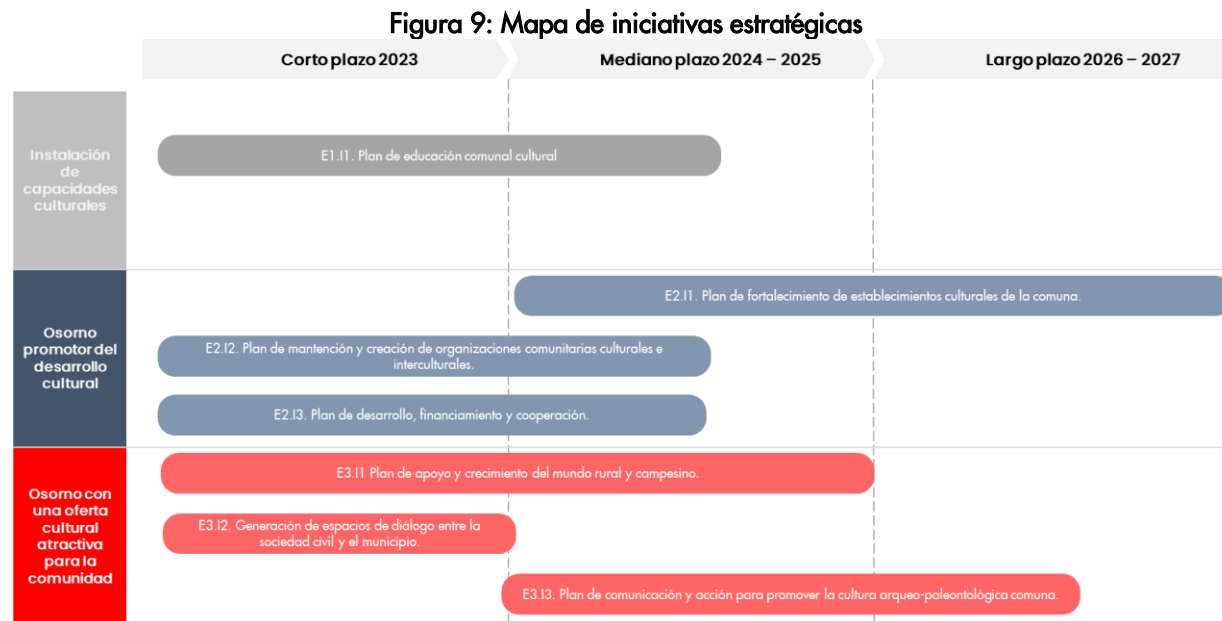 Figura 9: Mapa de iniciativas estratégicas
Corto plazo 2023
Mediano plazo 2024 – 2025
Largo plazo 2026 – 2027
Instalación
de
capacidades
culturales
E1.I1. Plan de educación comunal cultural
Osorno
promotor del
desarrollo
cultural
E2.I1. Plan de fortalecimiento de establecimientos culturales de la comuna.
E2.I2. Plan de mantención y creación de organizaciones comunitarias culturales e
interculturales.
E2.I3. Plan de desarrollo, financiamiento y cooperación.
Osorno con
una oferta
cultural
atractiva
para la
comunidad
E3.I1 Plan de apoyo y crecimiento del mundo rural y campesino.
E3.I2. Generación de espacios de diálogo entre la
sociedad civil y el municipio.
E3.I3. Plan de comunicación y acción para promover la cultura arqueo-paleontológica comuna.